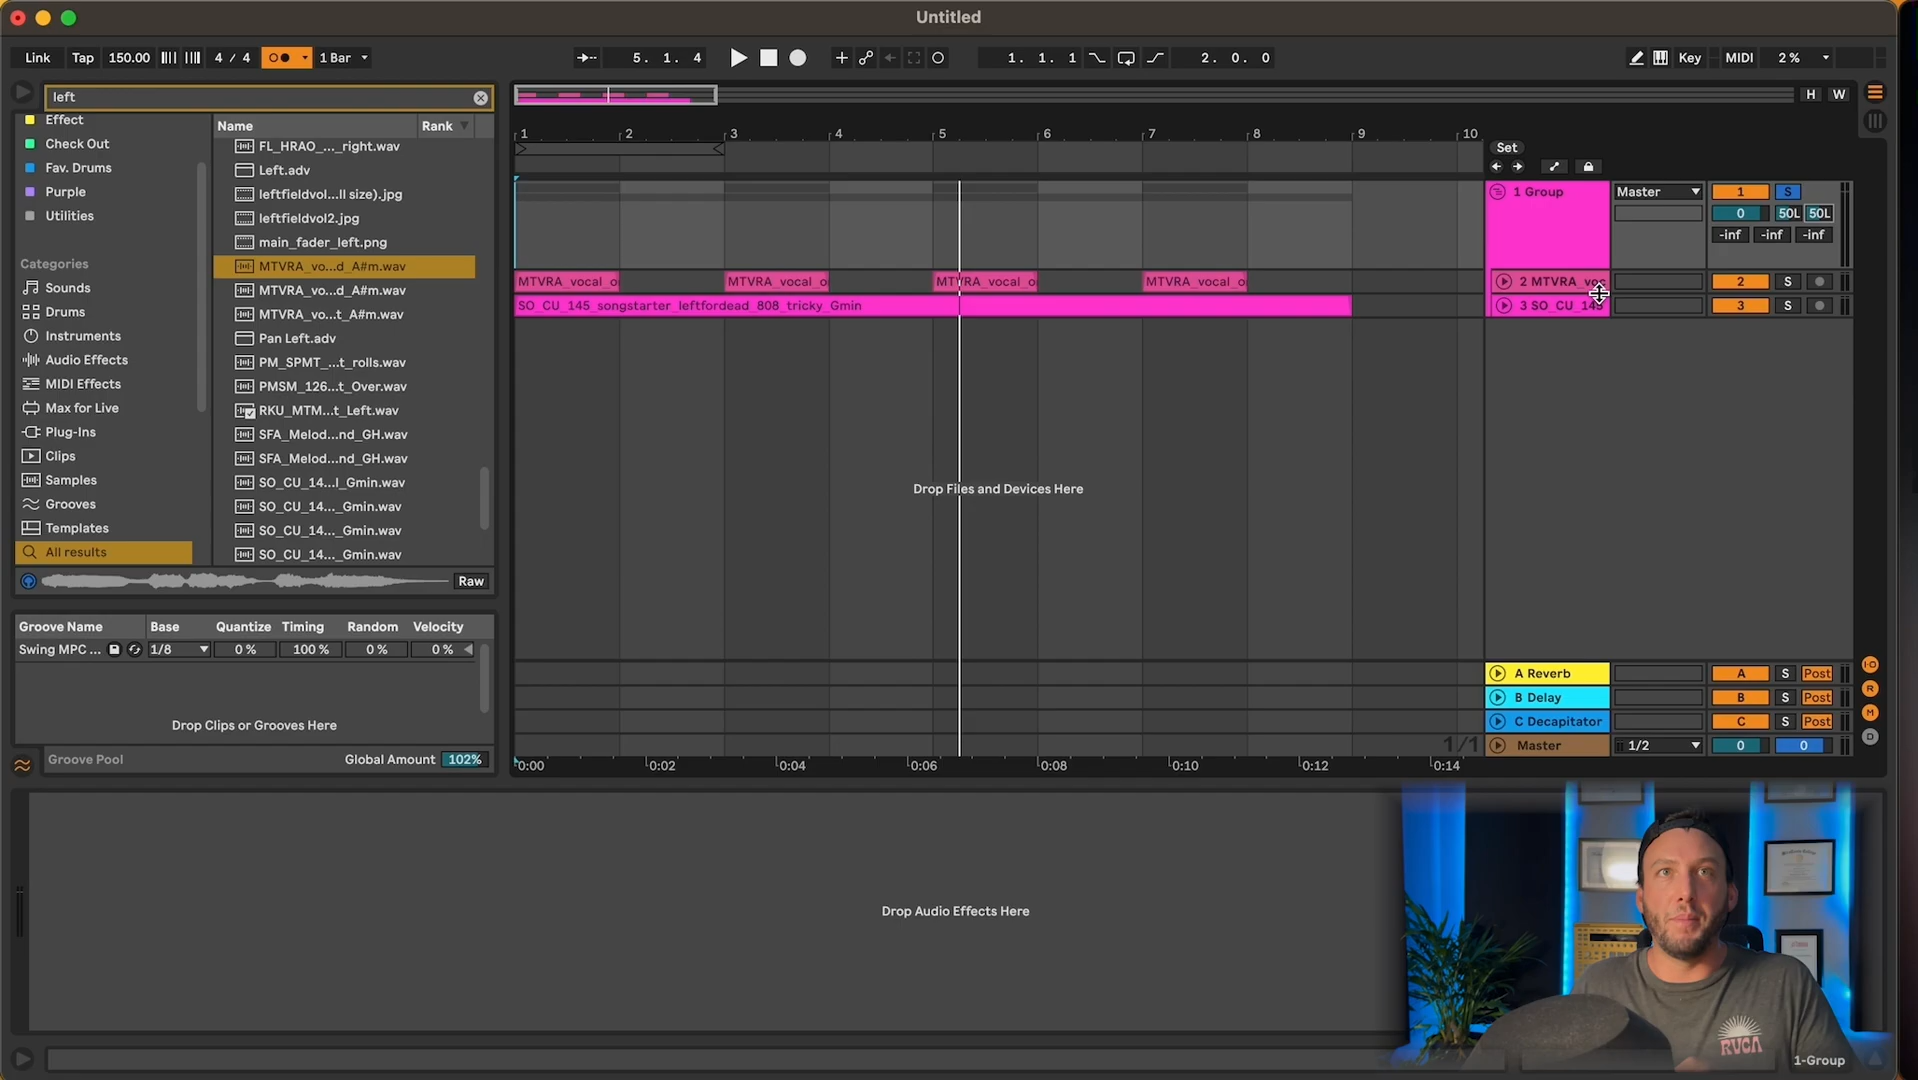 Untitled
Link Tap 150.00 4 / 4 1 Bar 5. 1. 4 1. 1. 1 2. 0. 0 Key MIDI 2 %
left
H W
Name Rank
Effect
Check Out
Fav. Drums
Purple
Utilities
Categories
Sounds
Drums
Instruments
Audio Effects
MIDI Effects
Max for Live
Plug-Ins
Clips
Samples
Grooves
Templates
All results
FL_HRAO_..._right.wav
Left.adv
leftfieldvol...ll size).jpg
leftfieldvol2.jpg
main_fader_left.png
MTVRA_vo...d_A#m.wav
MTVRA_vo...d_A#m.wav
MTVRA_vo...t_A#m.wav
Pan Left.adv
PM_SPMT_...t_rolls.wav
PMSM_126...t_Over.wav
RKU_MTM...t_Left.wav
SFA_Melod...nd_GH.wav
SFA_Melod...nd_GH.wav
SO_CU_14...l_Gmin.wav
SO_CU_14..._Gmin.wav
SO_CU_14..._Gmin.wav
SO_CU_14..._Gmin.wav
Raw
Groove Name Base Quantize Timing Random Velocity
Swing MPC ... 1/8 0 % 100 % 0 % 0 %
Drop Clips or Grooves Here
Groove Pool Global Amount 102%
1 2 3 4 5 6 7 8 9 10
Set
1 Group Master 1 S
0 50L 50L
-inf -inf -inf
MTVRA_vocal_o MTVRA_vocal_o MTVRA_vocal_o MTVRA_vocal_o 2 MTVRA_voc 2 S
SO_CU_145_songstarter_leftfordead_808_tricky_Gmin 3 SO_CU_145 3 S
Drop Files and Devices Here
A Reverb A S Post
B Delay B S Post
C Decapitator C S Post
1/1 Master 1/2 0 0
0:00 0:02 0:04 0:06 0:08 0:10 0:12 0:14
I·O
R
M
D
Drop Audio Effects Here
RVCA
1-Group